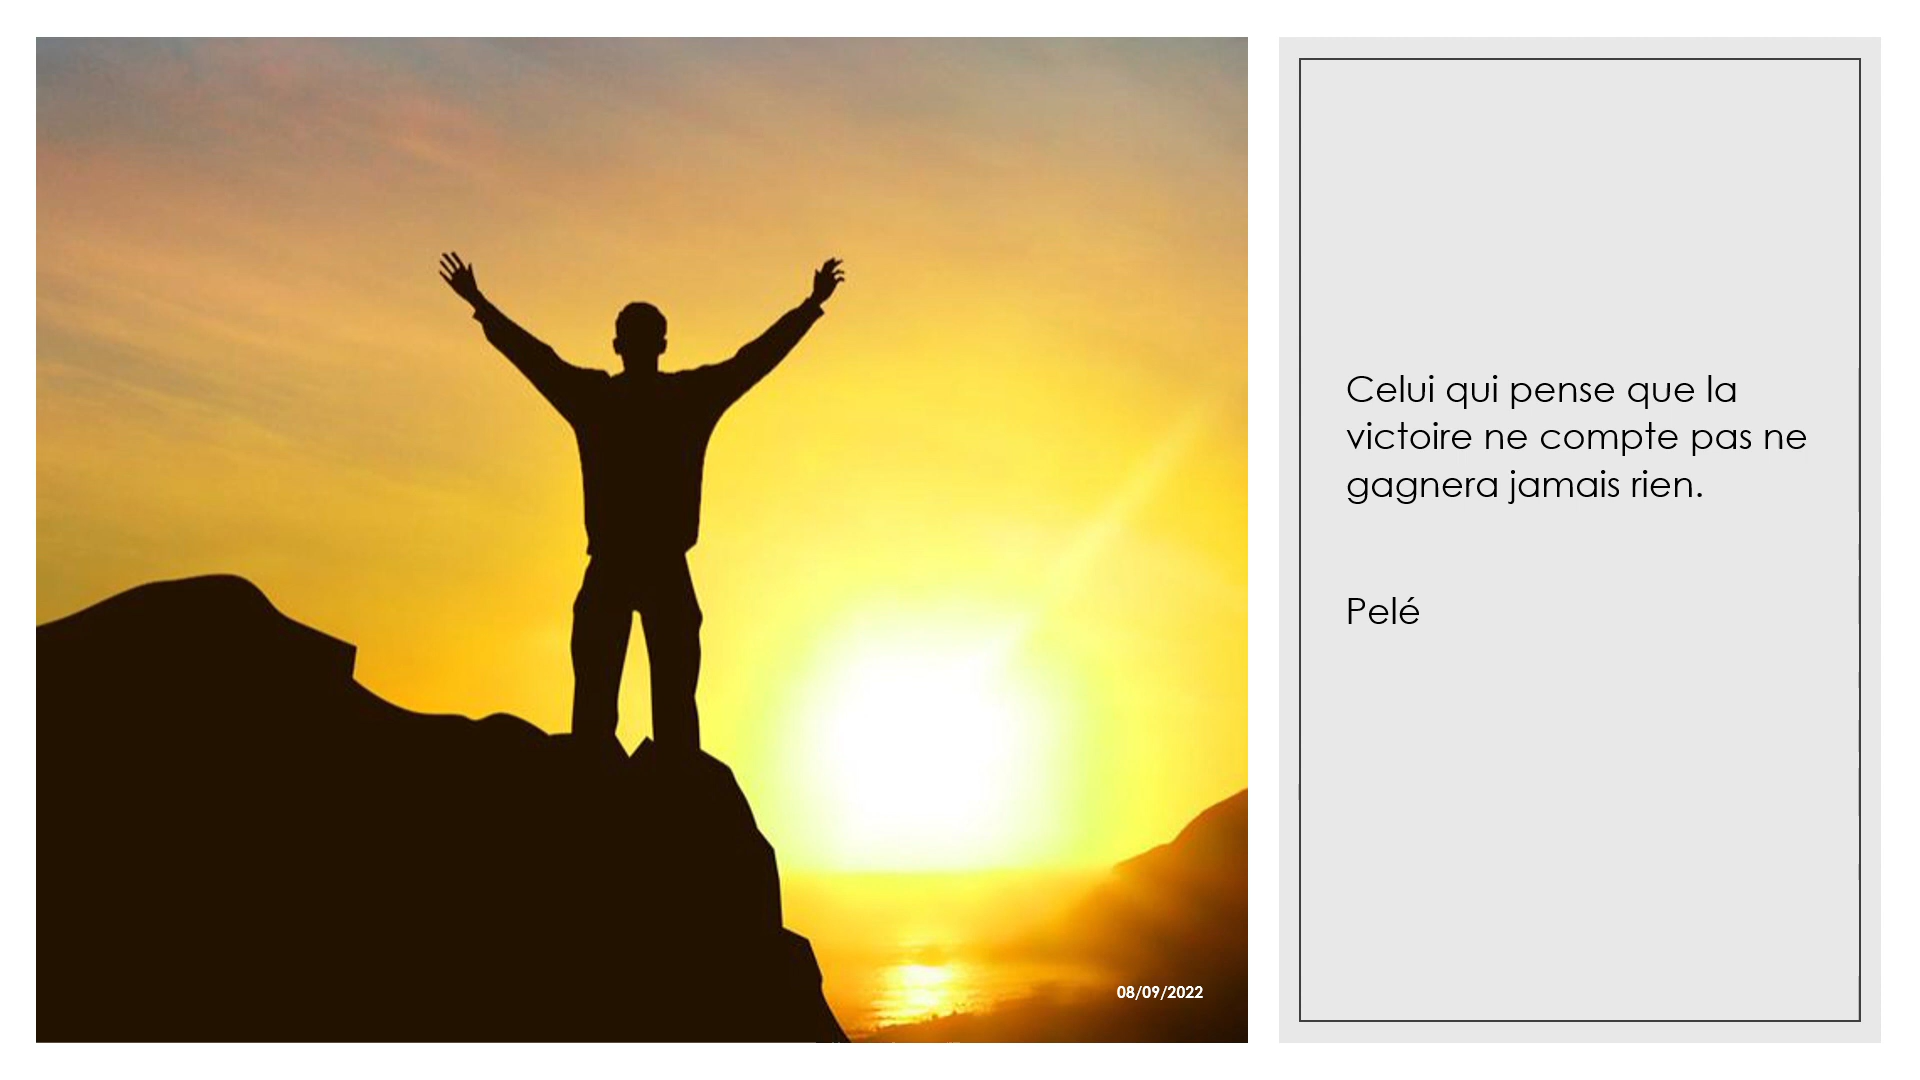 Celui qui pense que la
victoire ne compte pas ne
gagnera jamais rien.
Pelé
08/09/2022